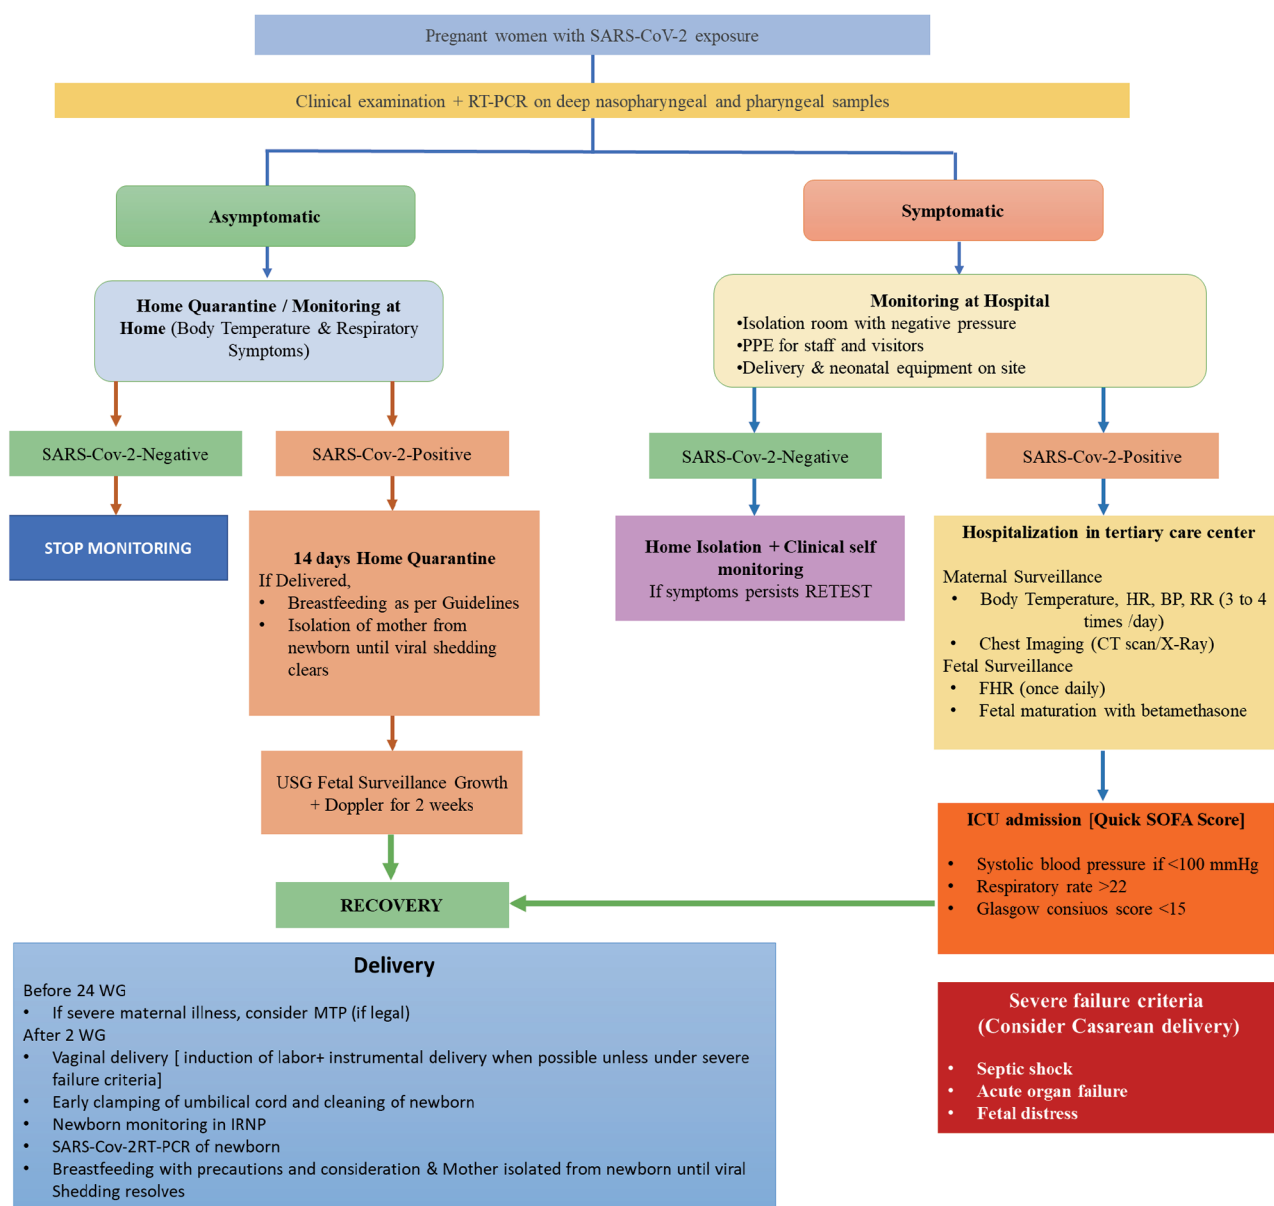 Pregnant women with SARS-CoV-2 exposure
Clinical examination + RT-PCR on deep nasopharyngeal and pharyngeal samples
Asymptomatic
Symptomatic
Home Quarantine / Monitoring at
Home (Body Temperature & Respiratory
Symptoms)
Monitoring at Hospital
•Isolation room with negative pressure
•PPE for staff and visitors
•Delivery & neonatal equipment on site
SARS-Cov-2-Negative
SARS-Cov-2-Positive
SARS-Cov-2-Negative
SARS-Cov-2-Positive
STOP MONITORING
14 days Home Quarantine
If Delivered,
• Breastfeeding as per Guidelines
• Isolation of mother from
newborn until viral shedding
clears
Home Isolation + Clinical self
monitoring
If symptoms persists RETEST
Hospitalization in tertiary care center
Maternal Surveillance
• Body Temperature, HR, BP, RR (3 to 4
times /day)
• Chest Imaging (CT scan/X-Ray)
Fetal Surveillance
• FHR (once daily)
• Fetal maturation with betamethasone
USG Fetal Surveillance Growth
+ Doppler for 2 weeks
ICU admission [Quick SOFA Score]
• Systolic blood pressure if <100 mmHg
• Respiratory rate >22
• Glasgow consiuos score <15
RECOVERY
Delivery
Before 24 WG
• If severe maternal illness, consider MTP (if legal)
After 2 WG
• Vaginal delivery [ induction of labor+ instrumental delivery when possible unless under severe
failure criteria]
• Early clamping of umbilical cord and cleaning of newborn
• Newborn monitoring in IRNP
• SARS-Cov-2RT-PCR of newborn
• Breastfeeding with precautions and consideration & Mother isolated from newborn until viral
Shedding resolves
Severe failure criteria
(Consider Casarean delivery)
• Septic shock
• Acute organ failure
• Fetal distress